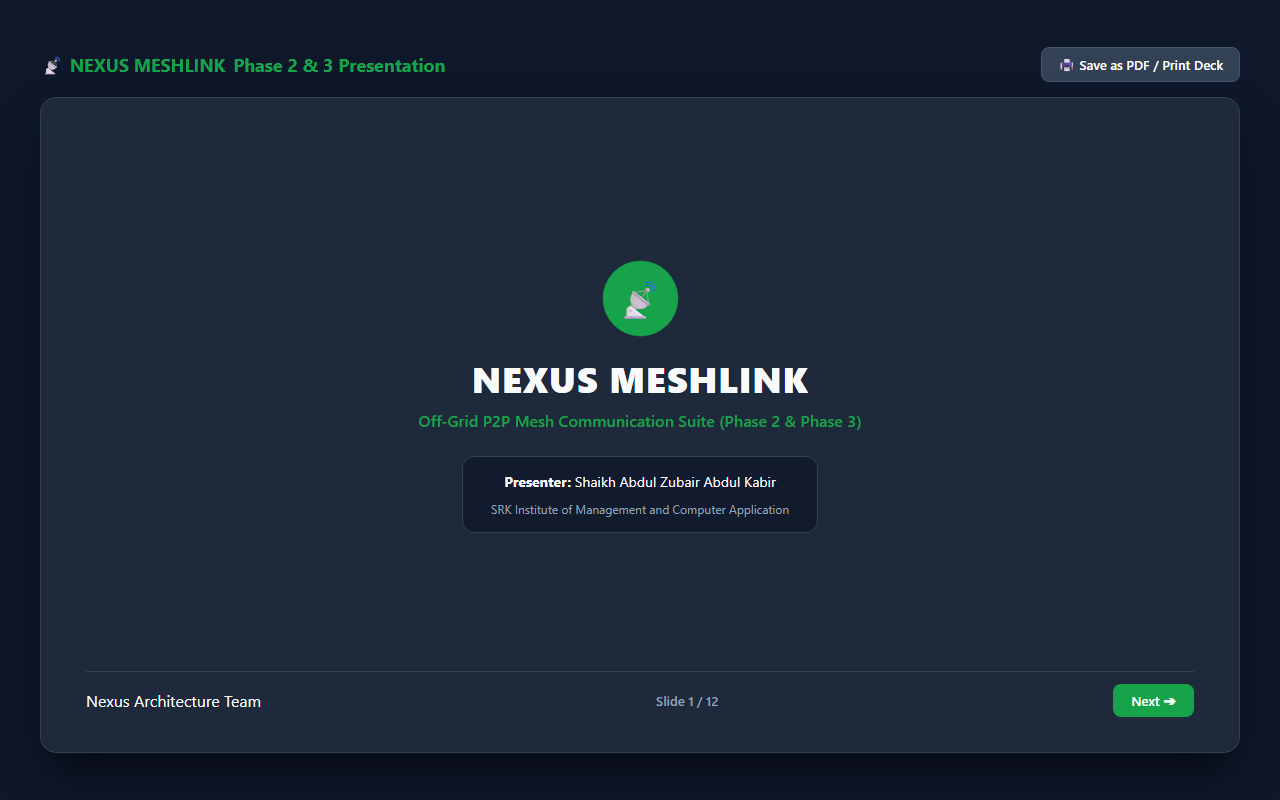 NEXUS MESHLINK Phase 2 & 3 Presentation
Save as PDF / Print Deck
NEXUS MESHLINK
Off-Grid P2P Mesh Communication Suite (Phase 2 & Phase 3)
Presenter: Shaikh Abdul Zubair Abdul Kabir
SRK Institute of Management and Computer Application
Nexus Architecture Team
Slide 1 / 12
Next ➔